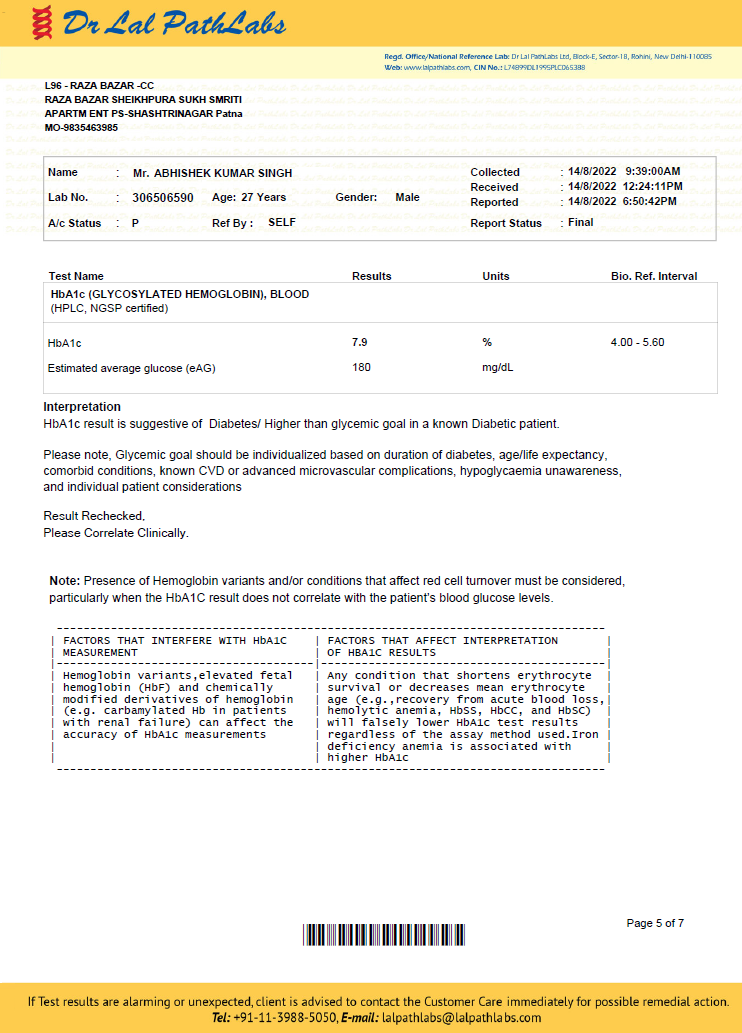 Dr Lal PathLabs
Regd. Office/National Reference Lab: Dr Lal PathLabs Ltd, Block-E, Sector-18, Rohini, New Delhi-110085
Web: www.lalpathlabs.com, CIN No.: L74899DL1995PLC065388
L96 - RAZA BAZAR -CC
RAZA BAZAR SHEIKHPURA SUKH SMRITI
APARTM ENT PS-SHASHTRINAGAR Patna
MO-9835463985
Name : Mr. ABHISHEK KUMAR SINGH Collected : 14/8/2022 9:39:00AM
Received : 14/8/2022 12:24:11PM
Lab No. : 306506590 Age: 27 Years Gender: Male Reported : 14/8/2022 6:50:42PM
A/c Status : P Ref By : SELF Report Status : Final
Test Name Results Units Bio. Ref. Interval
HbA1c (GLYCOSYLATED HEMOGLOBIN), BLOOD
(HPLC, NGSP certified)
HbA1c 7.9 % 4.00 - 5.60
Estimated average glucose (eAG) 180 mg/dL
Interpretation
HbA1c result is suggestive of Diabetes/ Higher than glycemic goal in a known Diabetic patient.
Please note, Glycemic goal should be individualized based on duration of diabetes, age/life expectancy,
comorbid conditions, known CVD or advanced microvascular complications, hypoglycaemia unawareness,
and individual patient considerations
Result Rechecked,
Please Correlate Clinically.
Note: Presence of Hemoglobin variants and/or conditions that affect red cell turnover must be considered,
particularly when the HbA1C result does not correlate with the patient's blood glucose levels.
FACTORS THAT INTERFERE WITH HbA1C
MEASUREMENT
FACTORS THAT AFFECT INTERPRETATION
OF HBA1C RESULTS
Hemoglobin variants,elevated fetal
hemoglobin (HbF) and chemically
modified derivatives of hemoglobin
(e.g. carbamylated Hb in patients
with renal failure) can affect the
accuracy of HbA1c measurements
Any condition that shortens erythrocyte
survival or decreases mean erythrocyte
age (e.g.,recovery from acute blood loss,
hemolytic anemia, HbSS, HbCC, and HbSC)
will falsely lower HbA1c test results
regardless of the assay method used.Iron
deficiency anemia is associated with
higher HbA1c
Page 5 of 7
If Test results are alarming or unexpected, client is advised to contact the Customer Care immediately for possible remedial action.
Tel: +91-11-3988-5050, E-mail: lalpathlabs@lalpathlabs.com